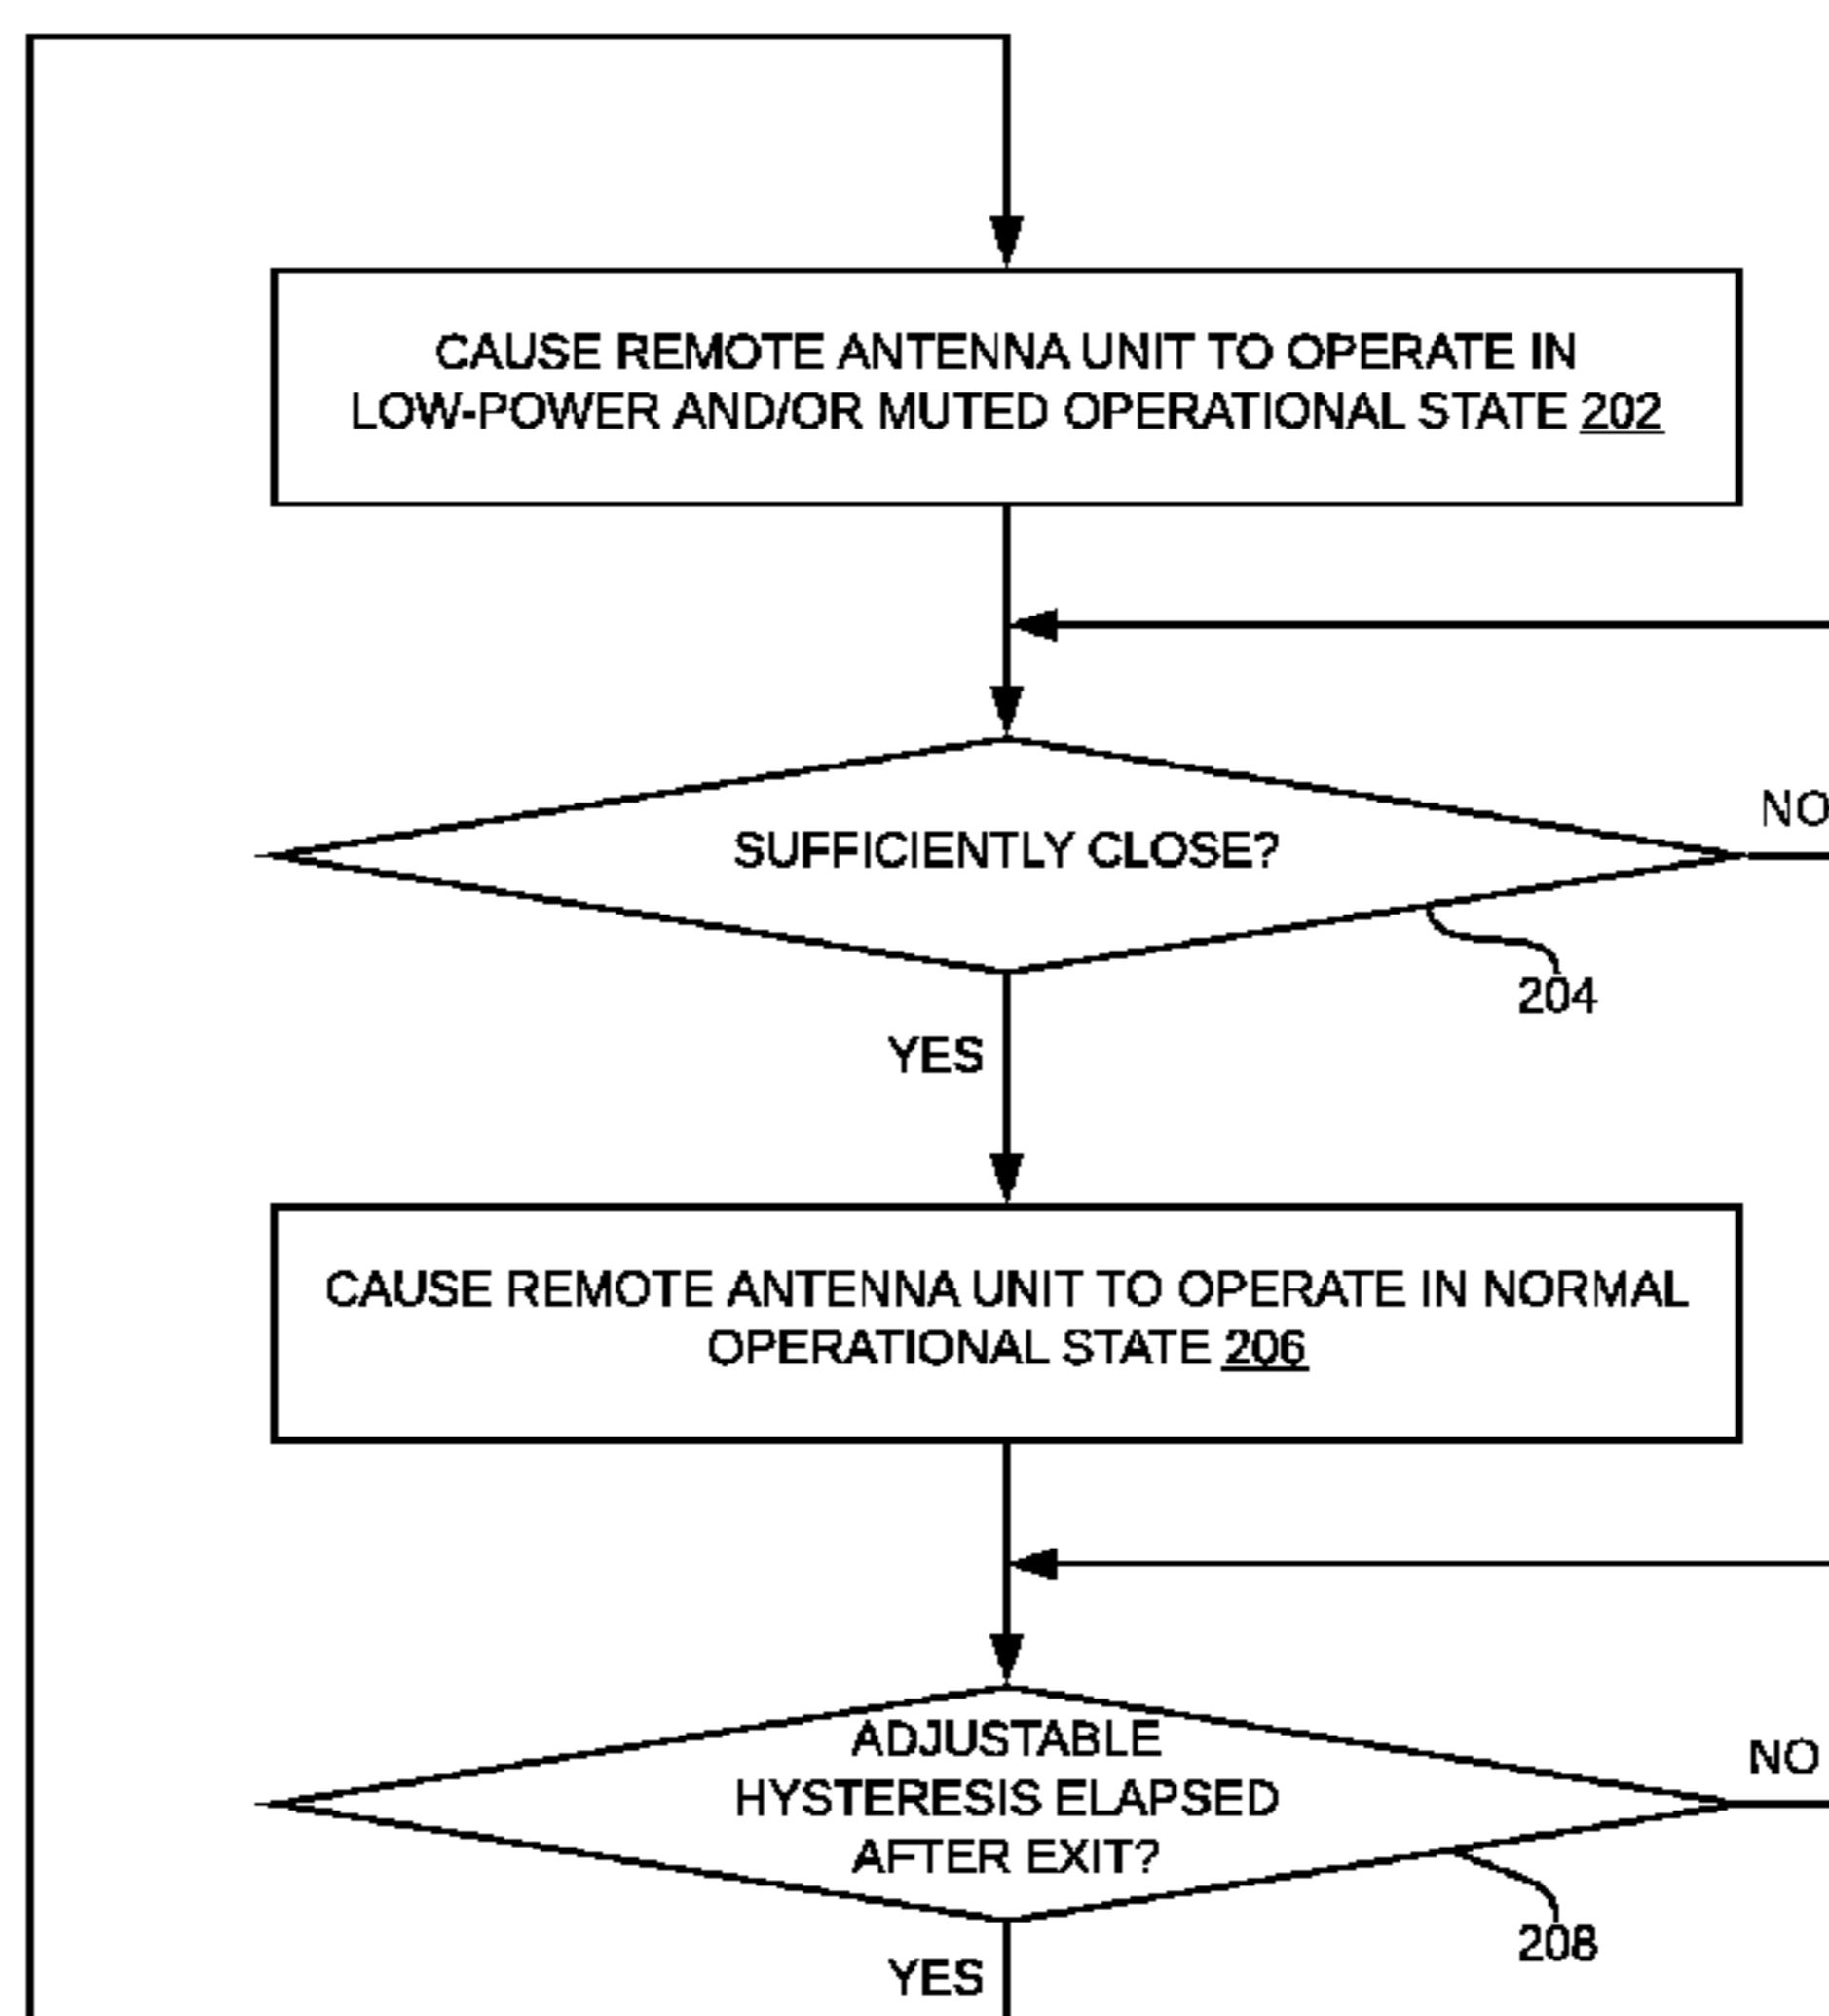 CAUSE REMOTE ANTENNA UNIT TO OPERATE IN
LOW-POWER AND/OR MUTED OPERATIONAL STATE 202
SUFFICIENTLY CLOSE?
NO
204
YES
CAUSE REMOTE ANTENNA UNIT TO OPERATE IN NORMAL
OPERATIONAL STATE 206
ADJUSTABLE
HYSTERESIS ELAPSED
AFTER EXIT?
NO
208
YES